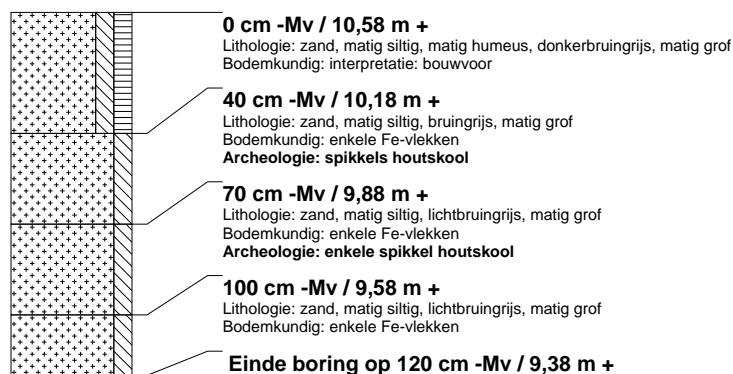 0 cm -Mv / 10,58 m +
Lithologie: zand, matig siltig, matig humeus, donkerbruingrijs, matig grof
Bodemkundig: interpretatie: bouwvoor
40 cm -Mv / 10,18 m +
Lithologie: zand, matig siltig, bruingrijs, matig grof
Bodemkundig: enkele Fe-vlekken
Archeologie: spikkels houtskool
70 cm -Mv / 9,88 m +
Lithologie: zand, matig siltig, lichtbruingrijs, matig grof
Bodemkundig: enkele Fe-vlekken
Archeologie: enkele spikkel houtskool
100 cm -Mv / 9,58 m +
Lithologie: zand, matig siltig, lichtbruingrijs, matig grof
Bodemkundig: enkele Fe-vlekken
Einde boring op 120 cm -Mv / 9,38 m +